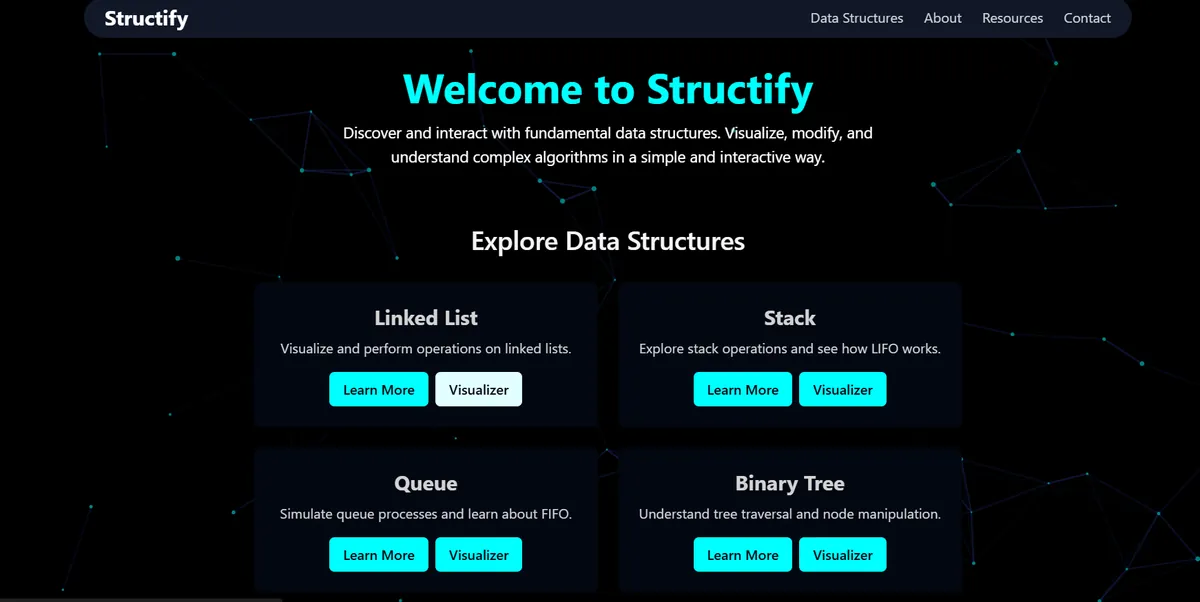 Structify
Data Structures
About
Resources
Contact
Welcome to Structify
Discover and interact with fundamental data structures. Visualize, modify, and
understand complex algorithms in a simple and interactive way.
Explore Data Structures
Linked List
Visualize and perform operations on linked lists.
Learn More
Visualizer
Stack
Explore stack operations and see how LIFO works.
Learn More
Visualizer
Queue
Simulate queue processes and learn about FIFO.
Learn More
Visualizer
Binary Tree
Understand tree traversal and node manipulation.
Learn More
Visualizer